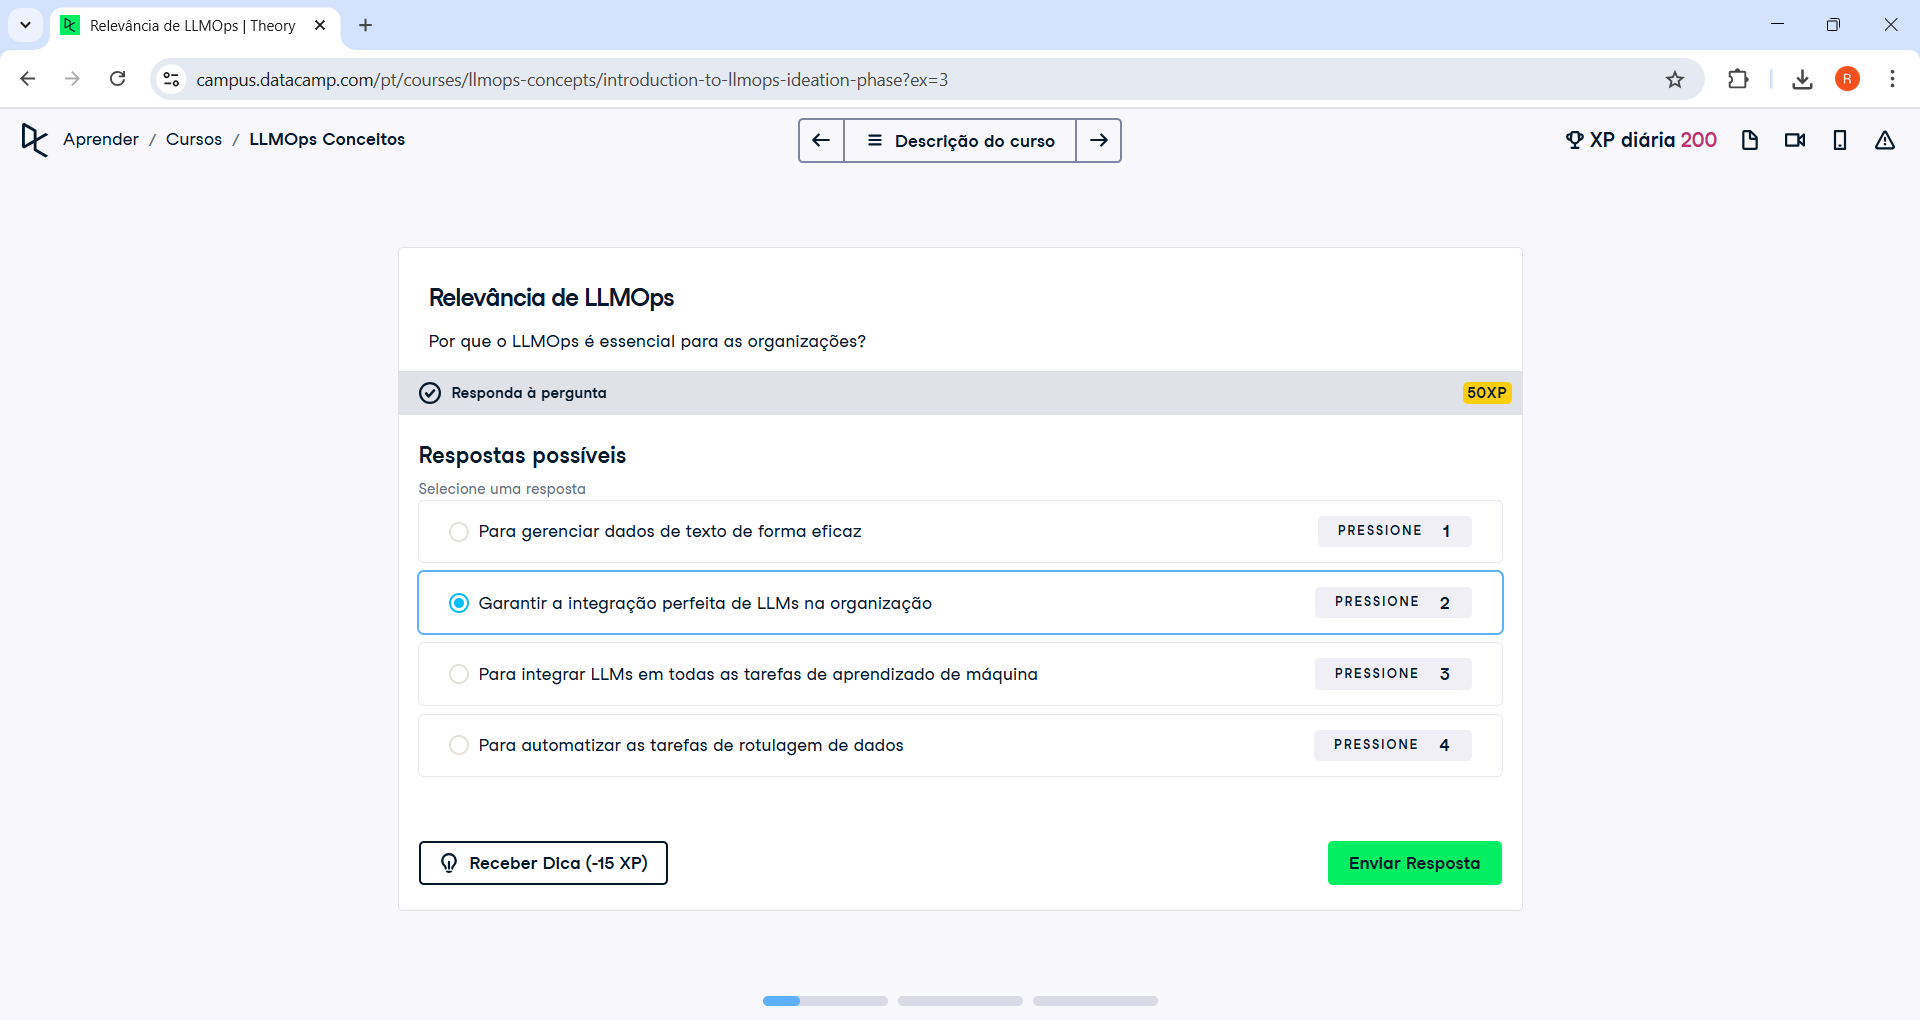 Relevância de LLMOps | Theory
campus.datacamp.com/pt/courses/llmops-concepts/introduction-to-llmops-ideation-phase?ex=3
R
Aprender / Cursos / LLMOps Conceitos
Descrição do curso
XP diária 200
Relevância de LLMOps
Por que o LLMOps é essencial para as organizações?
Responda à pergunta
50XP
Respostas possíveis
Selecione uma resposta
Para gerenciar dados de texto de forma eficaz
PRESSIONE 1
Garantir a integração perfeita de LLMs na organização
PRESSIONE 2
Para integrar LLMs em todas as tarefas de aprendizado de máquina
PRESSIONE 3
Para automatizar as tarefas de rotulagem de dados
PRESSIONE 4
Receber Dica (-15 XP)
Enviar Resposta